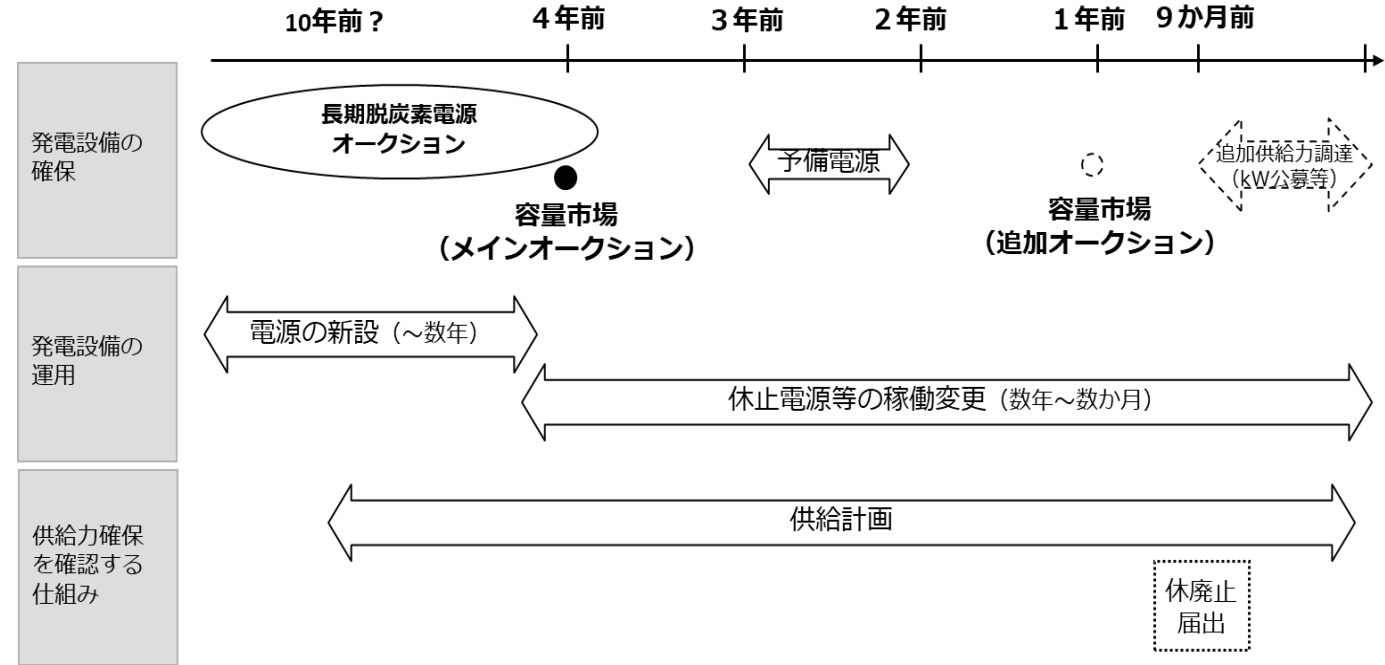 10年前？
４年前
３年前
２年前
１年前
９か月前
発電設備の
確保
長期脱炭素電源
オークション
容量市場
（メインオークション）
予備電源
容量市場
（追加オークション）
追加供給力調達
（kW公募等）
発電設備の
運用
電源の新設（～数年）
休止電源等の稼働変更（数年～数か月）
供給力確保
を確認する
仕組み
供給計画
休廃止
届出